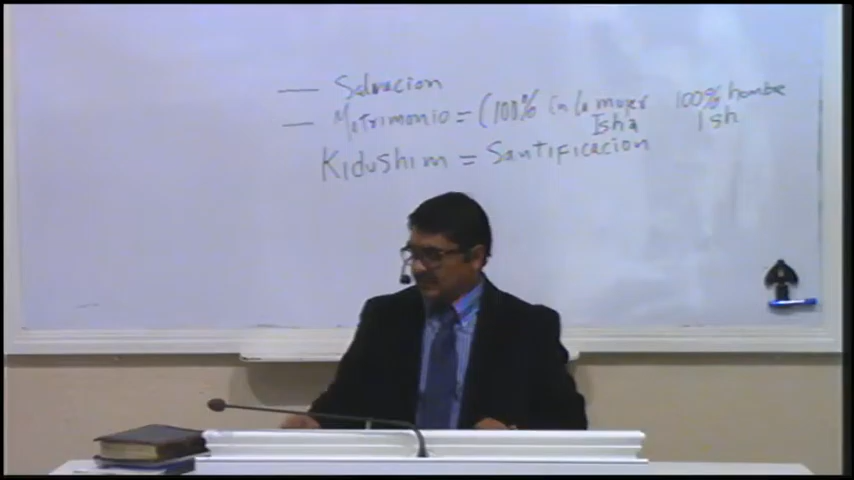 — Salvacion
— Matrimonio = (100% en la mujer 100% hombre
Isha Ish
Kidushim = Santificacion